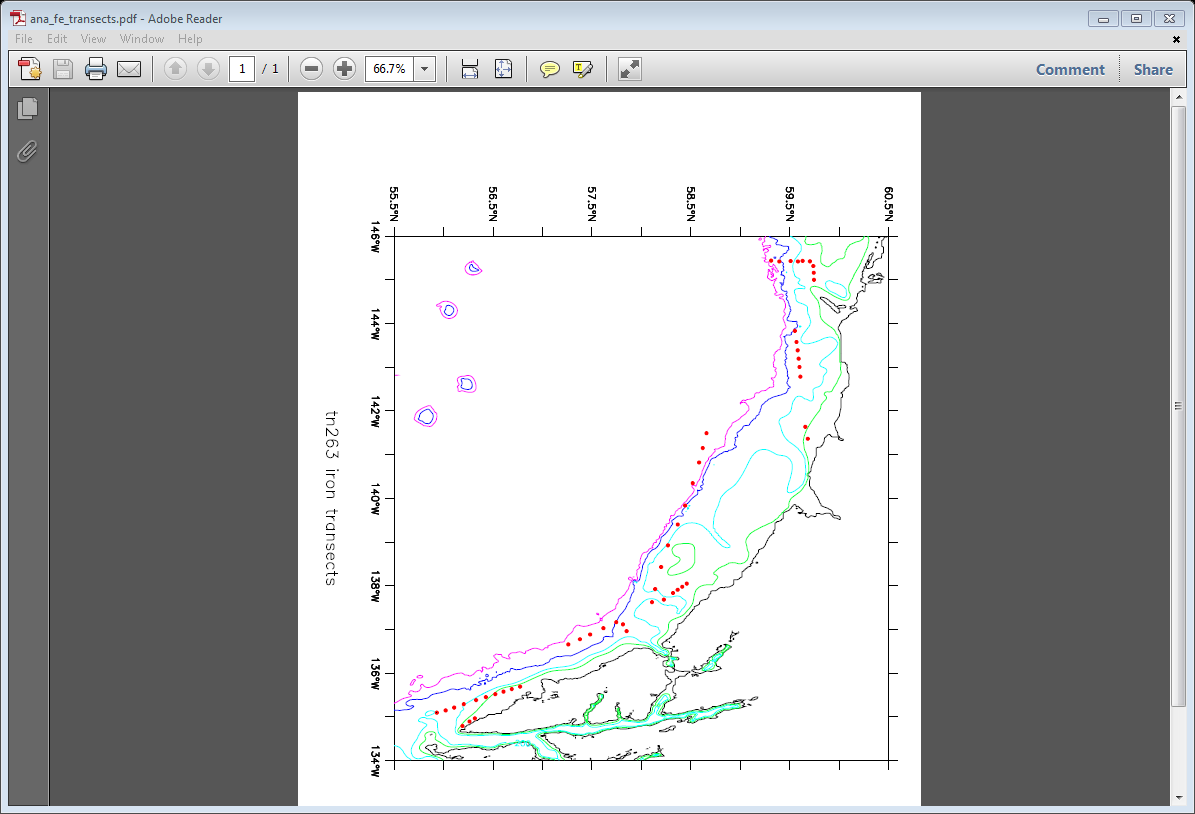 ana_fe_transects.pdf - Adobe Reader
File Edit View Window Help
1 / 1 66.7% Comment Share
55.5°N 56.5°N 57.5°N 58.5°N 59.5°N 60.5°N
146°W
144°W
142°W
140°W
138°W
136°W
134°W
tn263 iron transects